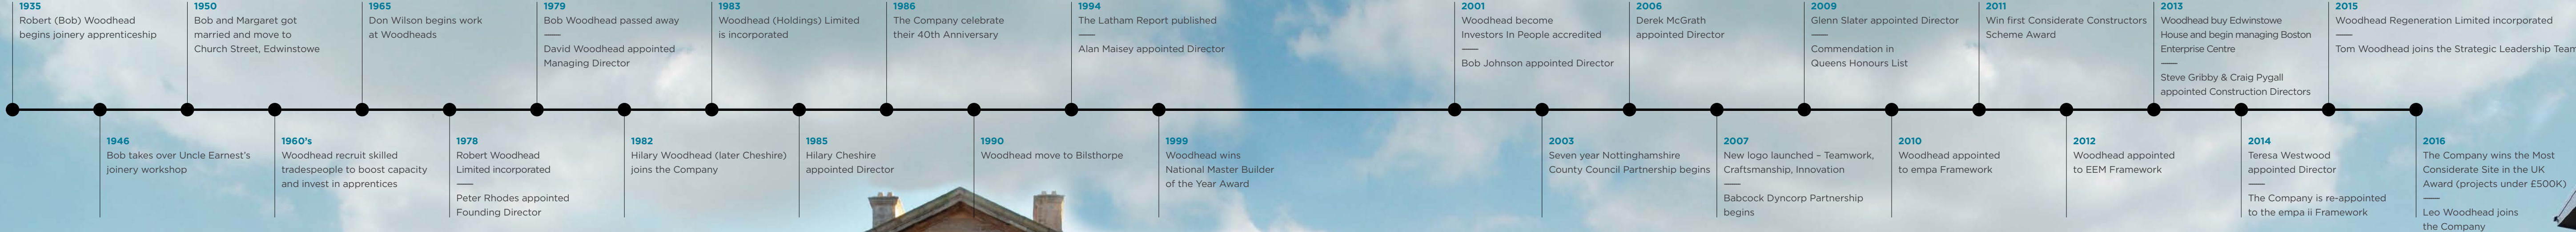 1935
Robert (Bob) Woodhead
begins joinery apprenticeship
1946
Bob takes over Uncle Earnest's
joinery workshop
1950
Bob and Margaret got
married and move to
Church Street, Edwinstowe
1960's
Woodhead recruit skilled
tradespeople to boost capacity
and invest in apprentices
1965
Don Wilson begins work
at Woodheads
1978
Robert Woodhead
Limited incorporated
Peter Rhodes appointed
Founding Director
1979
Bob Woodhead passed away
David Woodhead appointed
Managing Director
1982
Hilary Woodhead (later Cheshire)
joins the Company
1983
Woodhead (Holdings) Limited
is incorporated
1985
Hilary Cheshire
appointed Director
1986
The Company celebrate
their 40th Anniversary
1990
Woodhead move to Bilsthorpe
1994
The Latham Report published
Alan Maisey appointed Director
1999
Woodhead wins
National Master Builder
of the Year Award
2001
Woodhead become
Investors In People accredited
Bob Johnson appointed Director
2003
Seven year Nottinghamshire
County Council Partnership begins
2006
Derek McGrath
appointed Director
2007
New logo launched – Teamwork,
Craftsmanship, Innovation
Babcock Dyncorp Partnership
begins
2009
Glenn Slater appointed Director
Commendation in
Queens Honours List
2010
Woodhead appointed
to empa Framework
2011
Win first Considerate Constructors
Scheme Award
2012
Woodhead appointed
to EEM Framework
2013
Woodhead buy Edwinstowe
House and begin managing Boston
Enterprise Centre
Steve Gribby & Craig Pygall
appointed Construction Directors
2014
Teresa Westwood
appointed Director
The Company is re-appointed
to the empa ii Framework
2015
Woodhead Regeneration Limited incorporated
Tom Woodhead joins the Strategic Leadership Team
2016
The Company wins the Most
Considerate Site in the UK
Award (projects under £500K)
Leo Woodhead joins
the Company